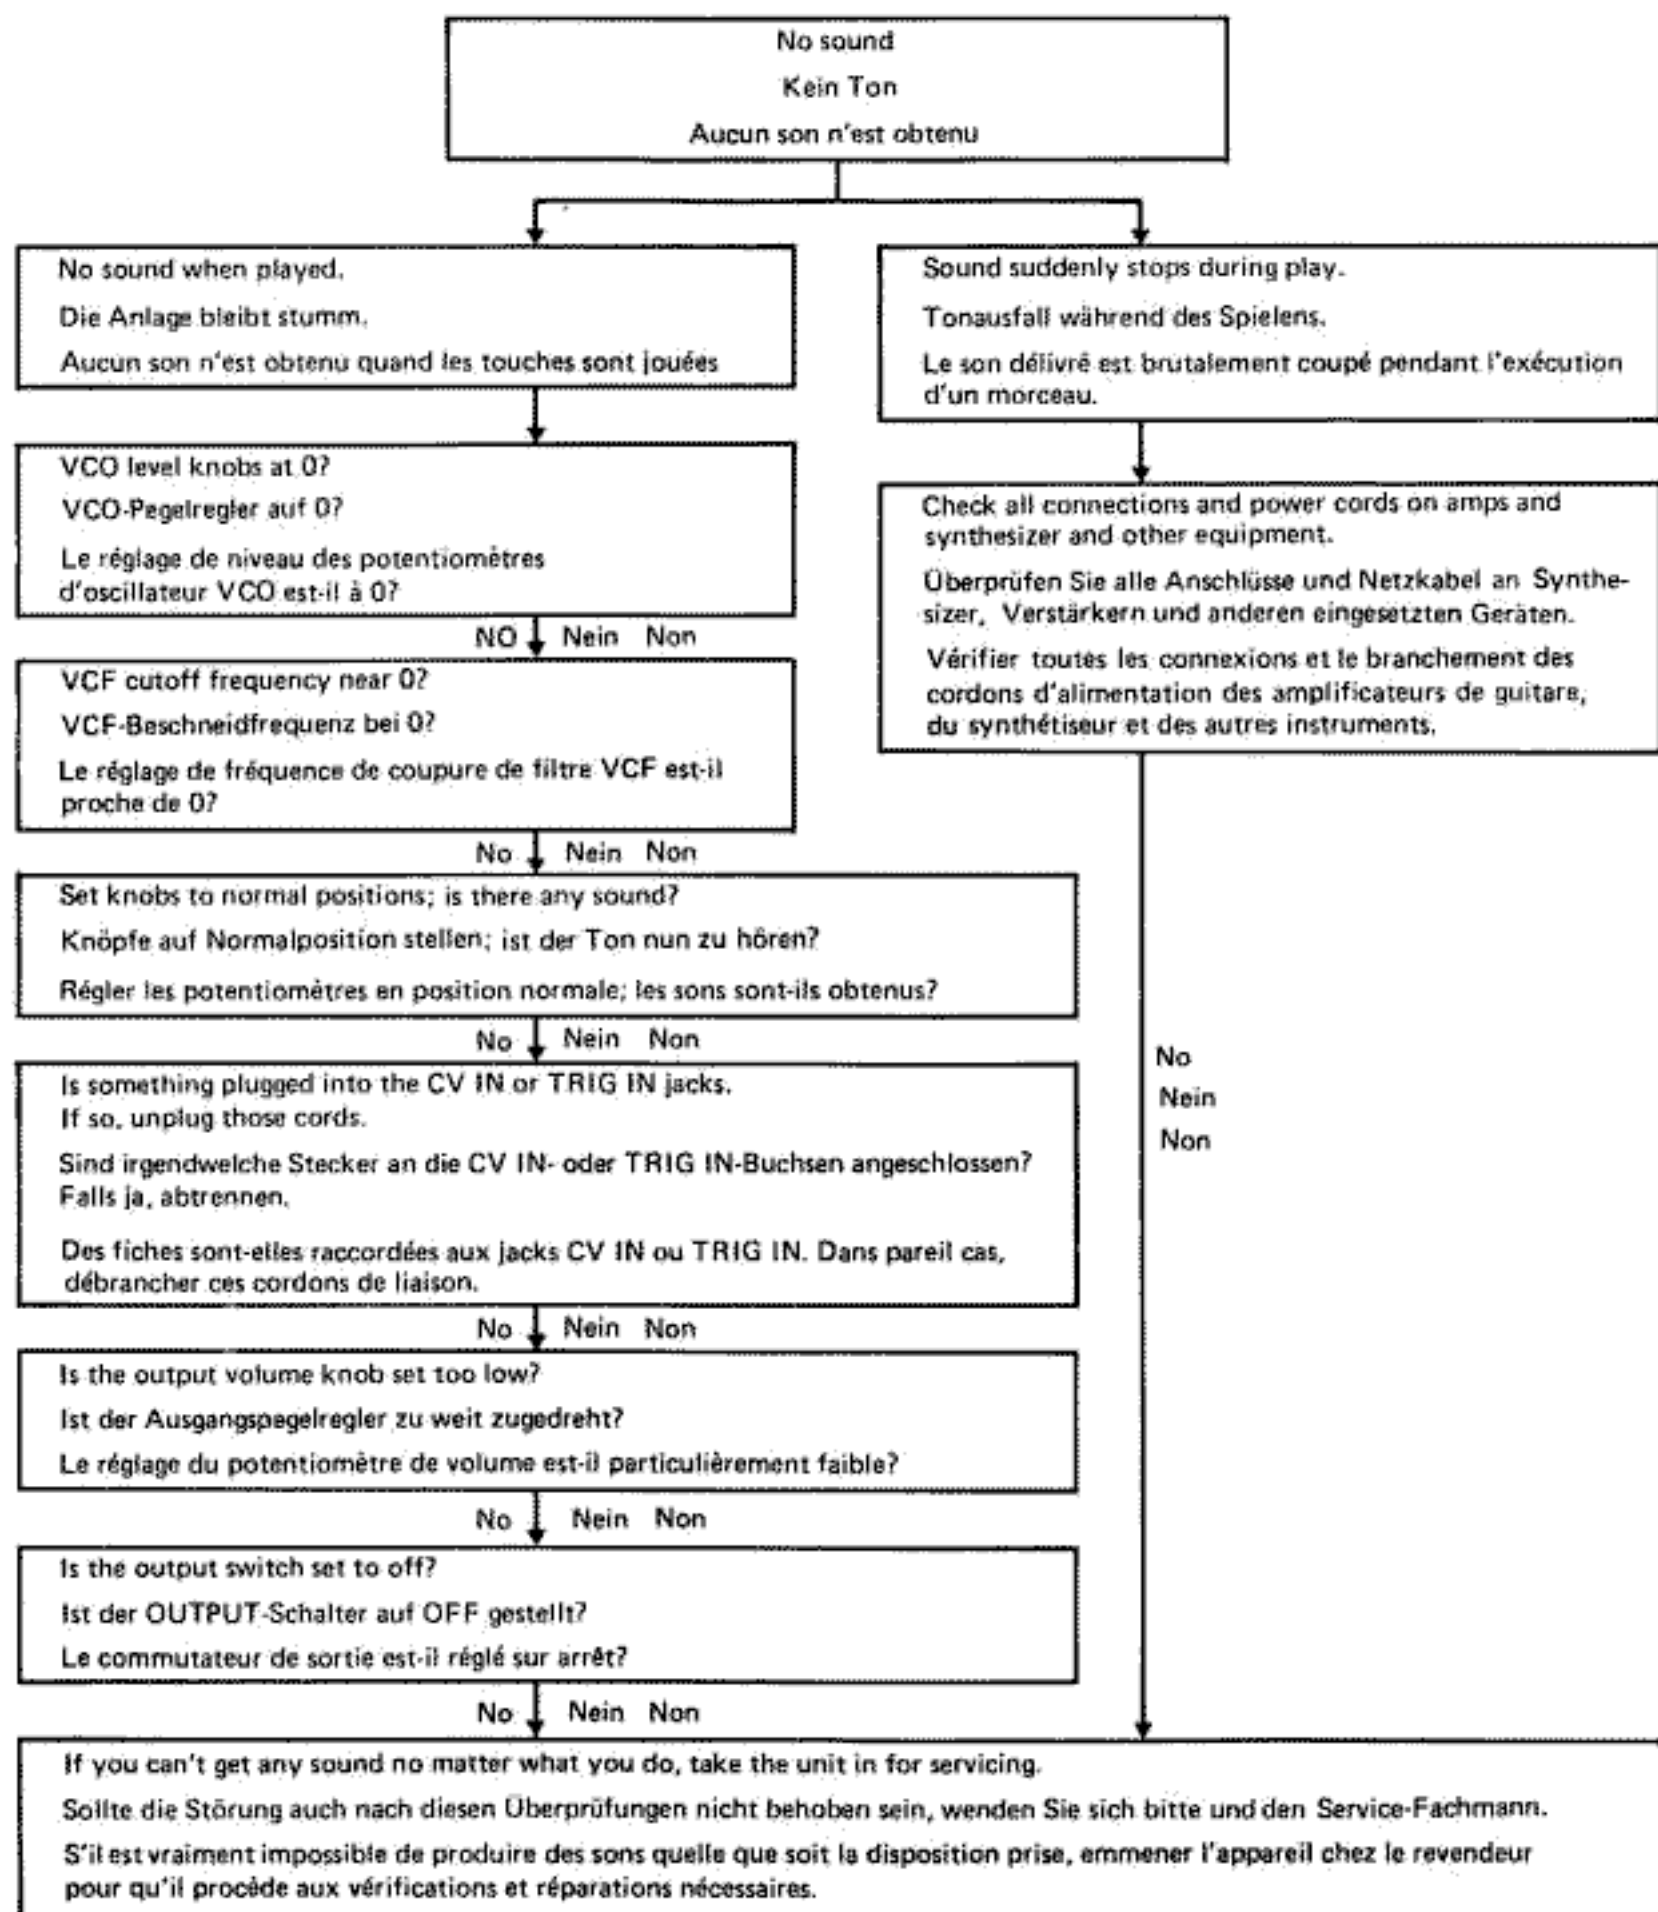 No sound
Kein Ton
Aucun son n'est obtenu
No sound when played.
Die Anlage bleibt stumm.
Aucun son n'est obtenu quand les touches sont jouées
Sound suddenly stops during play.
Tonausfall während des Spielens.
Le son délivré est brutalement coupé pendant l'exécution
d'un morceau.
VCO level knobs at 0?
VCO-Pegelregler auf 0?
Le réglage de niveau des potentiomètres
d'oscillateur VCO est-il à 0?
Check all connections and power cords on amps and
synthesizer and other equipment.
Überprüfen Sie alle Anschlüsse und Netzkabel an Synthe-
sizer, Verstärkern und anderen eingesetzten Geräten.
Vérifier toutes les connexions et le branchement des
cordons d'alimentation des amplificateurs de guitare,
du synthétiseur et des autres instruments.
NO Nein Non
VCF cutoff frequency near 0?
VCF-Beschneidfrequenz bei 0?
Le réglage de fréquence de coupure de filtre VCF est-il
proche de 0?
No Nein Non
Set knobs to normal positions; is there any sound?
Knöpfe auf Normalposition stellen; ist der Ton nun zu hören?
Régler les potentiomètres en position normale; les sons sont-ils obtenus?
No Nein Non
Is something plugged into the CV IN or TRIG IN jacks.
If so, unplug those cords.
Sind irgendwelche Stecker an die CV IN- oder TRIG IN-Buchsen angeschlossen?
Falls ja, abtrennen.
Des fiches sont-elles raccordées aux jacks CV IN ou TRIG IN. Dans pareil cas,
débrancher ces cordons de liaison.
No
Nein
Non
No Nein Non
Is the output volume knob set too low?
Ist der Ausgangspegelregler zu weit zugedreht?
Le réglage du potentiomètre de volume est-il particulièrement faible?
No Nein Non
Is the output switch set to off?
Ist der OUTPUT-Schalter auf OFF gestellt?
Le commutateur de sortie est-il réglé sur arrêt?
No Nein Non
If you can't get any sound no matter what you do, take the unit in for servicing.
Sollte die Störung auch nach diesen Überprüfungen nicht behoben sein, wenden Sie sich bitte und den Service-Fachmann.
S'il est vraiment impossible de produire des sons quelle que soit la disposition prise, emmener l'appareil chez le revendeur
pour qu'il procède aux vérifications et réparations nécessaires.